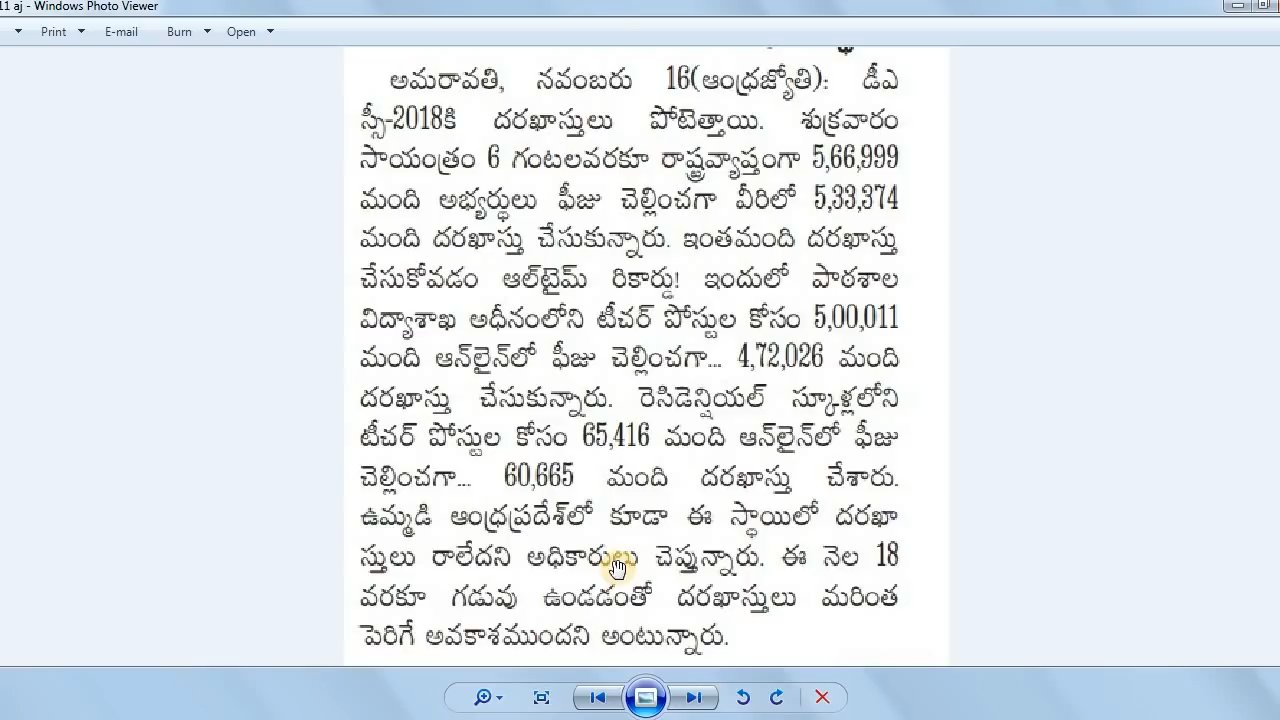 11 aj - Windows Photo Viewer
Print E-mail Burn Open
అమరావతి, నవంబరు 16(ఆంధ్రజ్యోతి): డీఎ
స్సీ-2018కి దరఖాస్తులు పోటెత్తాయి. శుక్రవారం
సాయంత్రం 6 గంటలవరకూ రాష్ట్రవ్యాప్తంగా 5,66,999
మంది అభ్యర్థులు ఫీజు చెల్లించగా వీరిలో 5,33,374
మంది దరఖాస్తు చేసుకున్నారు. ఇంతమంది దరఖాస్తు
చేసుకోవడం ఆల్‌టైమ్ రికార్డు! ఇందులో పాఠశాల
విద్యాశాఖ అధీనంలోని టీచర్ పోస్టుల కోసం 5,00,011
మంది ఆన్‌లైన్‌లో ఫీజు చెల్లించగా... 4,72,026 మంది
దరఖాస్తు చేసుకున్నారు. రెసిడెన్షియల్ స్కూళ్లలోని
టీచర్ పోస్టుల కోసం 65,416 మంది ఆన్‌లైన్‌లో ఫీజు
చెల్లించగా... 60,665 మంది దరఖాస్తు చేశారు.
ఉమ్మడి ఆంధ్రప్రదేశ్‌లో కూడా ఈ స్థాయిలో దరఖా
స్తులు రాలేదని అధికారులు చెప్తున్నారు. ఈ నెల 18
వరకూ గడువు ఉండడంతో దరఖాస్తులు మరింత
పెరిగే అవకాశముందని అంటున్నారు.